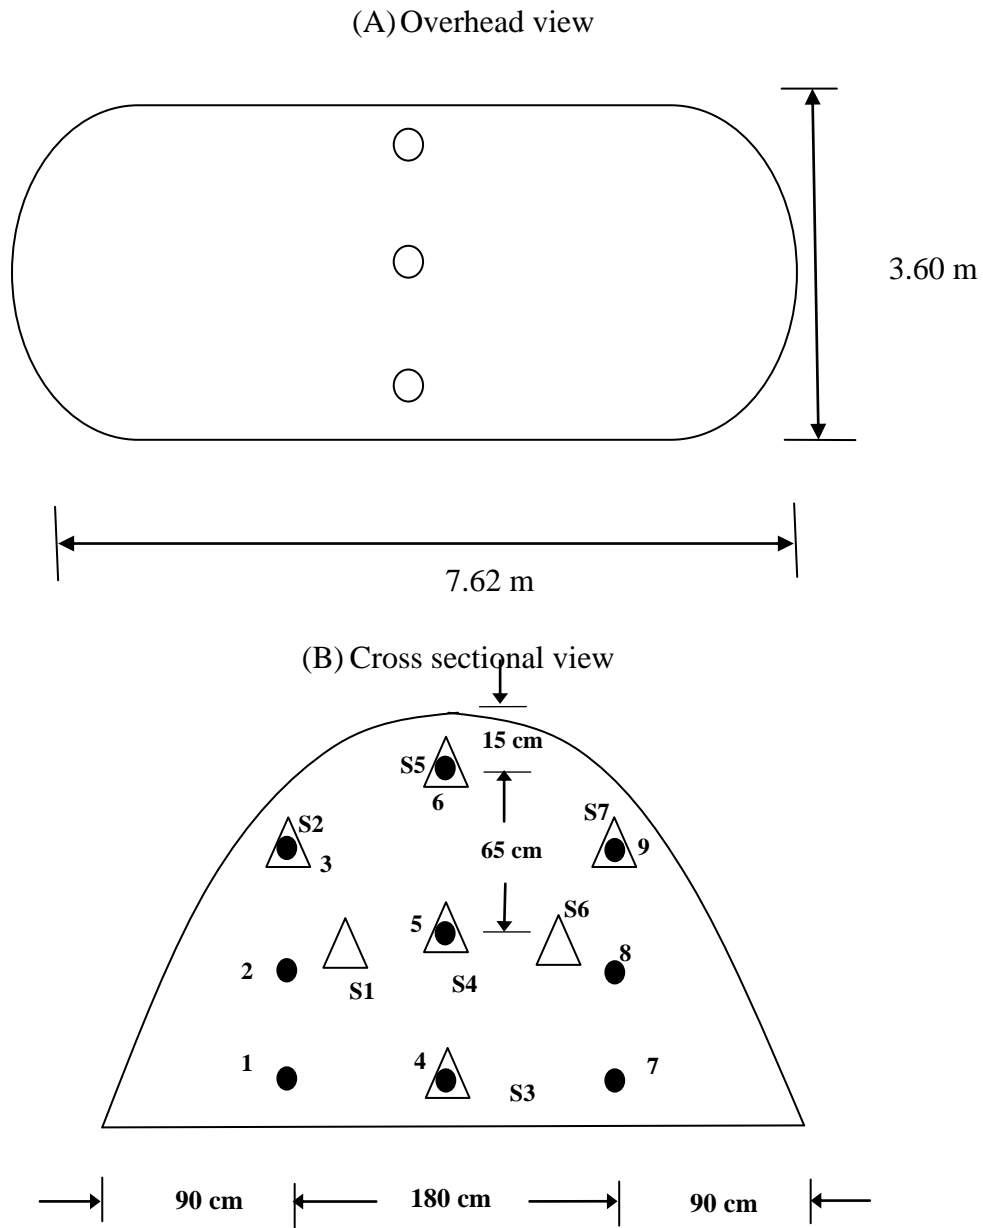 (A) Overhead view
3.60 m
7.62 m
(B) Cross sectional view
15 cm
S5
6
S2
S7
3
65 cm
9
5
S6
2
8
S1
S4
1
4
7
S3
90 cm
180 cm
90 cm